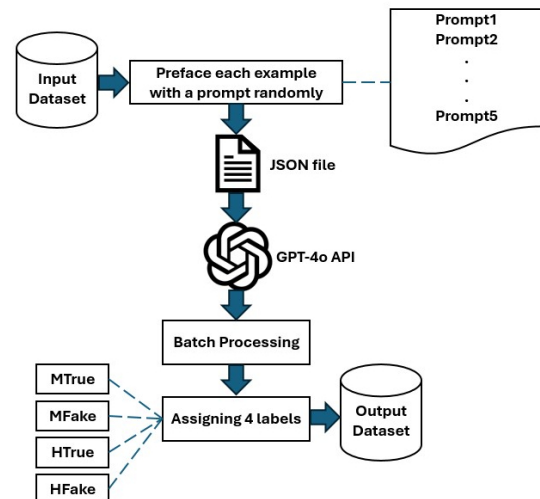 Input
Dataset
Preface each example
with a prompt randomly
Prompt1
Prompt2
.
.
.
Prompt5
JSON file
GPT-4o API
Batch Processing
MTrue
MFake
HTrue
HFake
Assigning 4 labels
Output
Dataset